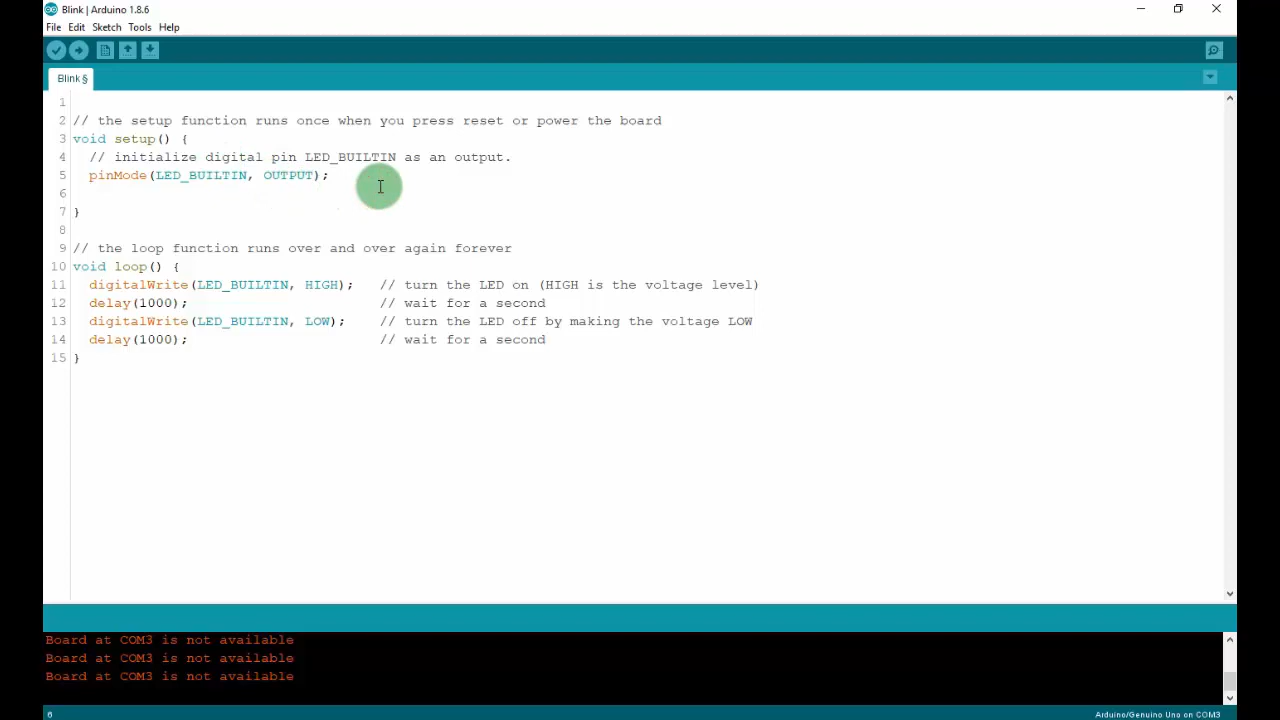 Blink | Arduino 1.8.6
File Edit Sketch Tools Help
Blink §
1
2 // the setup function runs once when you press reset or power the board
3 void setup() {
4   // initialize digital pin LED_BUILTIN as an output.
5   pinMode(LED_BUILTIN, OUTPUT);
6
7 }
8
9 // the loop function runs over and over again forever
10 void loop() {
11   digitalWrite(LED_BUILTIN, HIGH);   // turn the LED on (HIGH is the voltage level)
12   delay(1000);                       // wait for a second
13   digitalWrite(LED_BUILTIN, LOW);    // turn the LED off by making the voltage LOW
14   delay(1000);                       // wait for a second
15 }
Board at COM3 is not available
Board at COM3 is not available
Board at COM3 is not available
6 Arduino/Genuino Uno on COM3